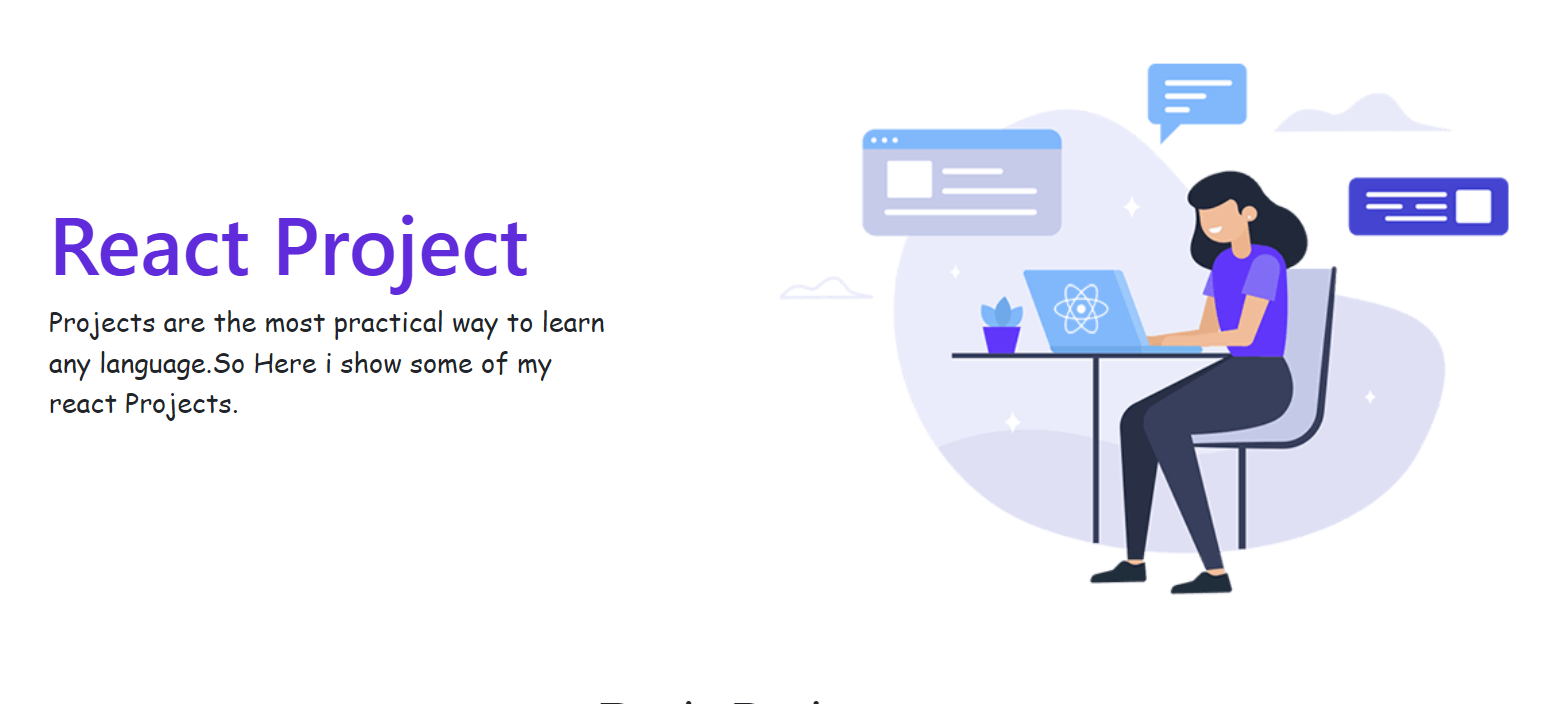 React Project
Projects are the most practical way to learn
any language.So Here i show some of my
react Projects.